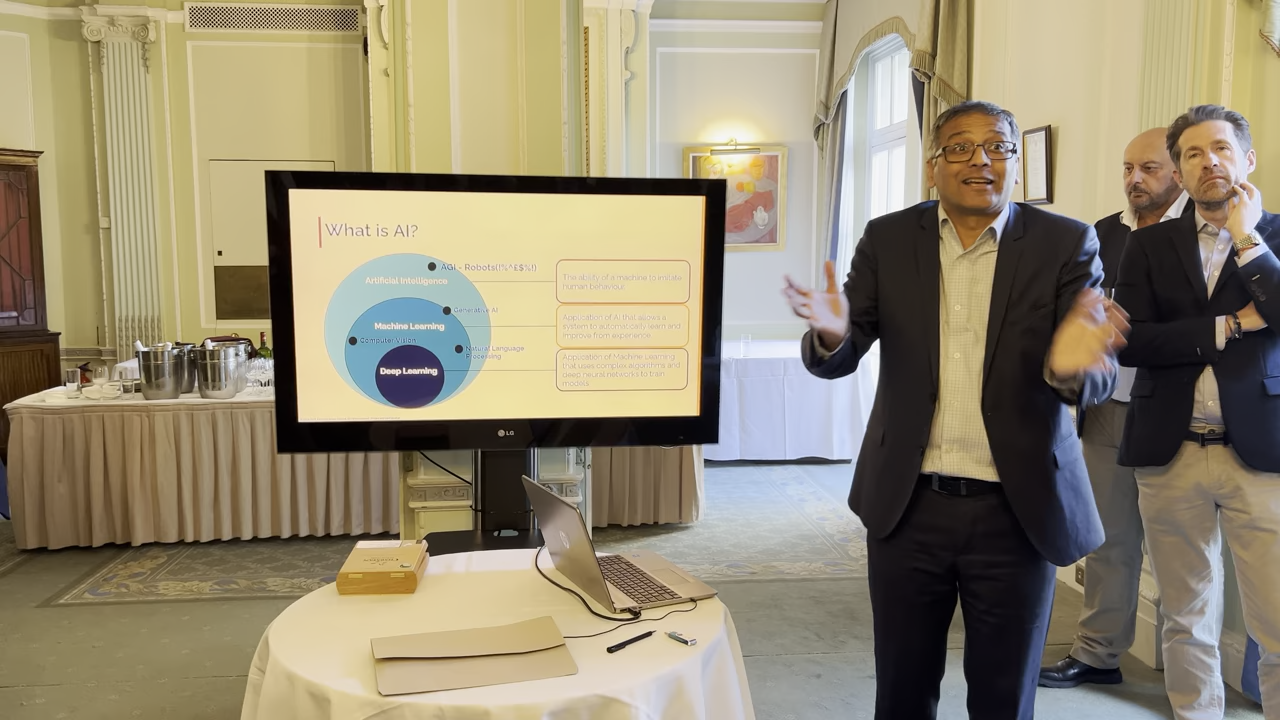 What is AI?
AGI - Robots(!%^£$%!)
Artificial Intelligence
The ability of a machine to imitate
human behaviour.
Generative AI
Machine Learning
Application of AI that allows a
system to automatically learn and
improve from experience
Computer Vision
Natural Language
Processing
Deep Learning
Application of Machine Learning
that uses complex algorithms and
deep neural networks to train
models.
LG